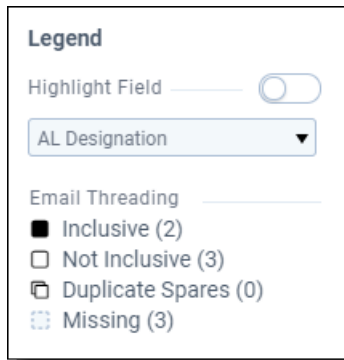 Legend
Highlight Field
AL Designation
Email Threading
Inclusive (2)
Not Inclusive (3)
Duplicate Spares (0)
Missing (3)